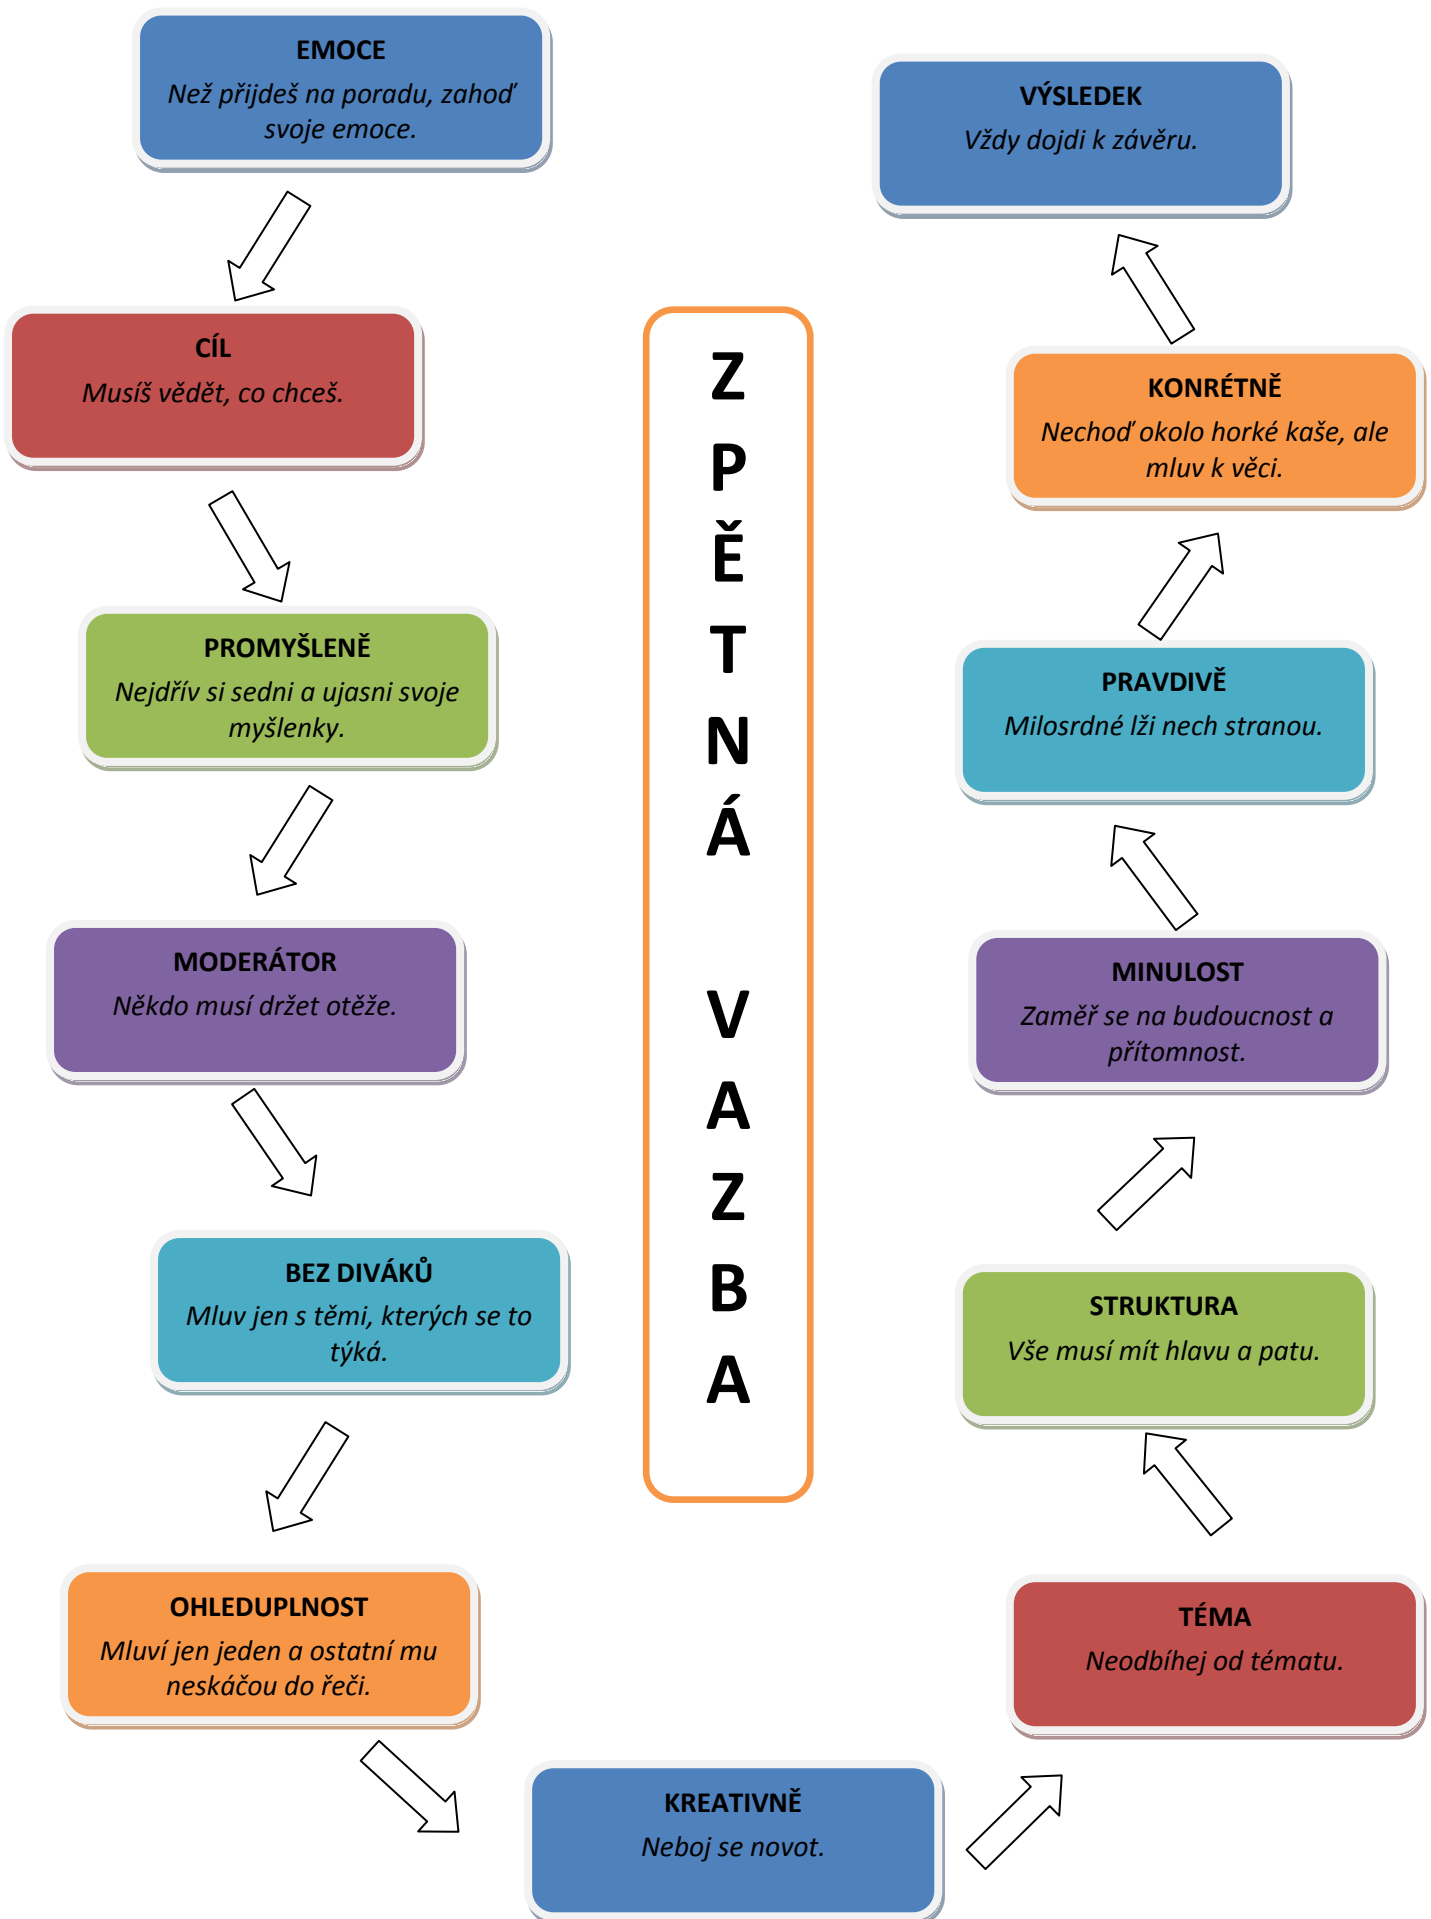 EMOCE
Než přijdeš na poradu, zahoď
svoje emoce.
CÍL
Musíš vědět, co chceš.
PROMYŠLENĚ
Nejdřív si sedni a ujasni svoje
myšlenky.
MODERÁTOR
Někdo musí držet otěže.
BEZ DIVÁKŮ
Mluv jen s těmi, kterých se to
týká.
OHLEDUPLNOST
Mluví jen jeden a ostatní mu
neskáčou do řeči.
KREATIVNĚ
Neboj se novot.
TÉMA
Neodbíhej od tématu.
STRUKTURA
Vše musí mít hlavu a patu.
MINULOST
Zaměř se na budoucnost a
přítomnost.
PRAVDIVĚ
Milosrdné lži nech stranou.
KONRÉTNĚ
Nechoď okolo horké kaše, ale
mluv k věci.
VÝSLEDEK
Vždy dojdi k závěru.
Z
P
Ě
T
N
Á
V
A
Z
B
A